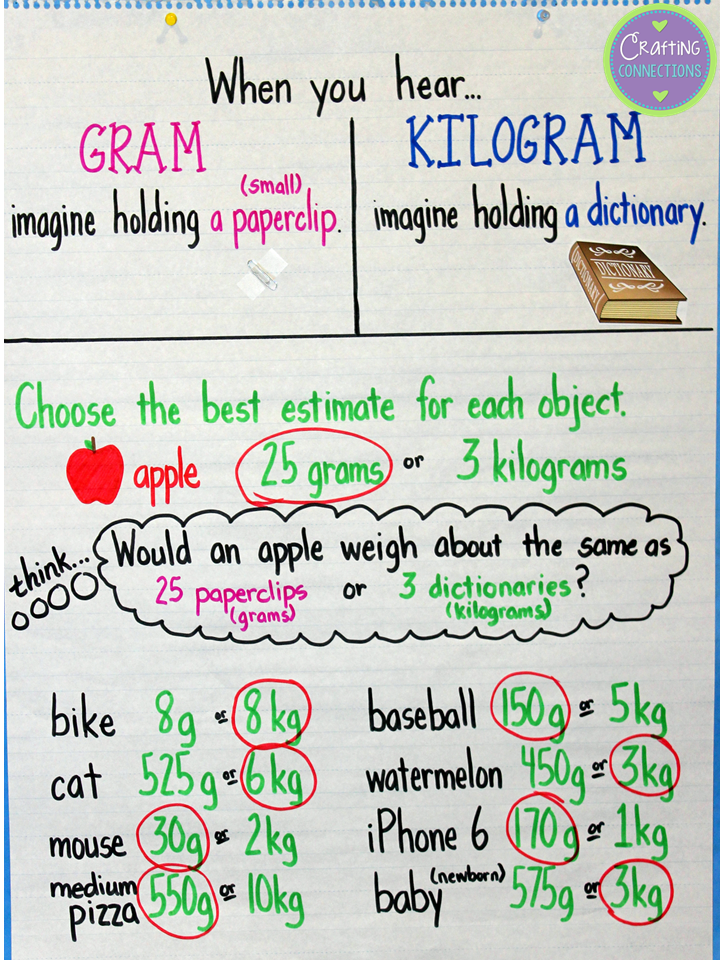 Crafting
CONNECTIONS
When you hear...
GRAM
(small)
imagine holding a paperclip.
KILOGRAM
imagine holding a dictionary.
DICTIONARY
DICTIONARY
Choose the best estimate for each object.
apple 25 grams or 3 kilograms
think...
Would an apple weigh about the same as
25 paperclips or 3 dictionaries?
(grams) (kilograms)
bike 8g or 8kg
cat 525g or 6kg
mouse 30g or 2kg
medium
pizza 550g or 10kg
baseball 150g or 5kg
watermelon 450g or 3kg
iPhone 6 170g or 1kg
baby (newborn) 575g or 3kg